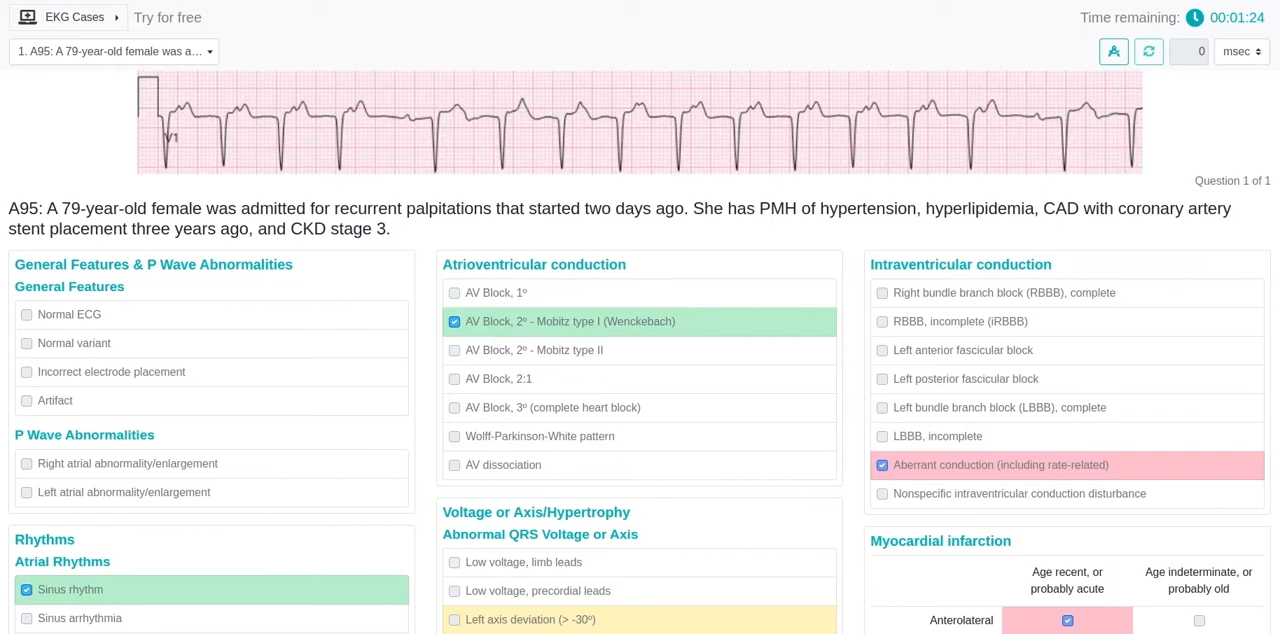 EKG Cases Try for free Time remaining: 00:01:24
1. A95: A 79-year-old female was a... 0 msec
V1
Question 1 of 1
A95: A 79-year-old female was admitted for recurrent palpitations that started two days ago. She has PMH of hypertension, hyperlipidemia, CAD with coronary artery
stent placement three years ago, and CKD stage 3.
General Features & P Wave Abnormalities
General Features
Normal ECG
Normal variant
Incorrect electrode placement
Artifact
P Wave Abnormalities
Right atrial abnormality/enlargement
Left atrial abnormality/enlargement
Rhythms
Atrial Rhythms
Sinus rhythm
Sinus arrhythmia
Atrioventricular conduction
AV Block, 1º
AV Block, 2º - Mobitz type I (Wenckebach)
AV Block, 2º - Mobitz type II
AV Block, 2:1
AV Block, 3º (complete heart block)
Wolff-Parkinson-White pattern
AV dissociation
Voltage or Axis/Hypertrophy
Abnormal QRS Voltage or Axis
Low voltage, limb leads
Low voltage, precordial leads
Left axis deviation (> -30º)
Intraventricular conduction
Right bundle branch block (RBBB), complete
RBBB, incomplete (iRBBB)
Left anterior fascicular block
Left posterior fascicular block
Left bundle branch block (LBBB), complete
LBBB, incomplete
Aberrant conduction (including rate-related)
Nonspecific intraventricular conduction disturbance
Myocardial infarction
Age recent, or Age indeterminate, or
probably acute probably old
Anterolateral